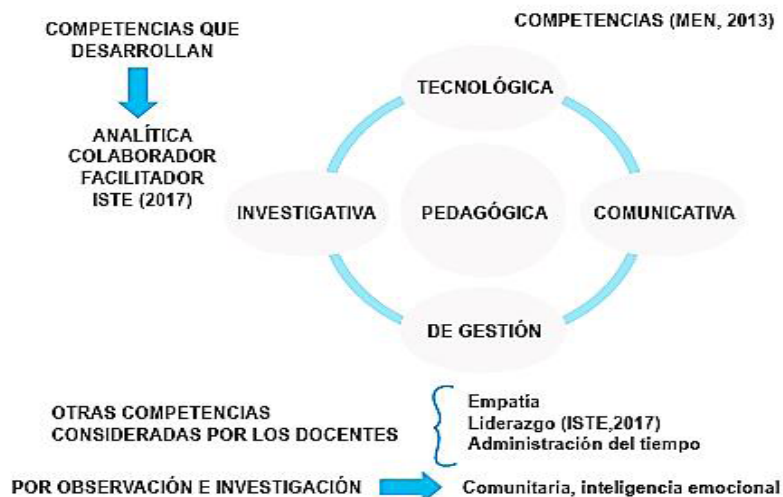 COMPETENCIAS QUE
DESARROLLAN
ANALÍTICA
COLABORADOR
FACILITADOR
ISTE (2017)
COMPETENCIAS (MEN, 2013)
TECNOLÓGICA
INVESTIGATIVA
PEDAGÓGICA
COMUNICATIVA
DE GESTIÓN
OTRAS COMPETENCIAS
CONSIDERADAS POR LOS DOCENTES
Empatía
Liderazgo (ISTE,2017)
Administración del tiempo
POR OBSERVACIÓN E INVESTIGACIÓN
Comunitaria, inteligencia emocional